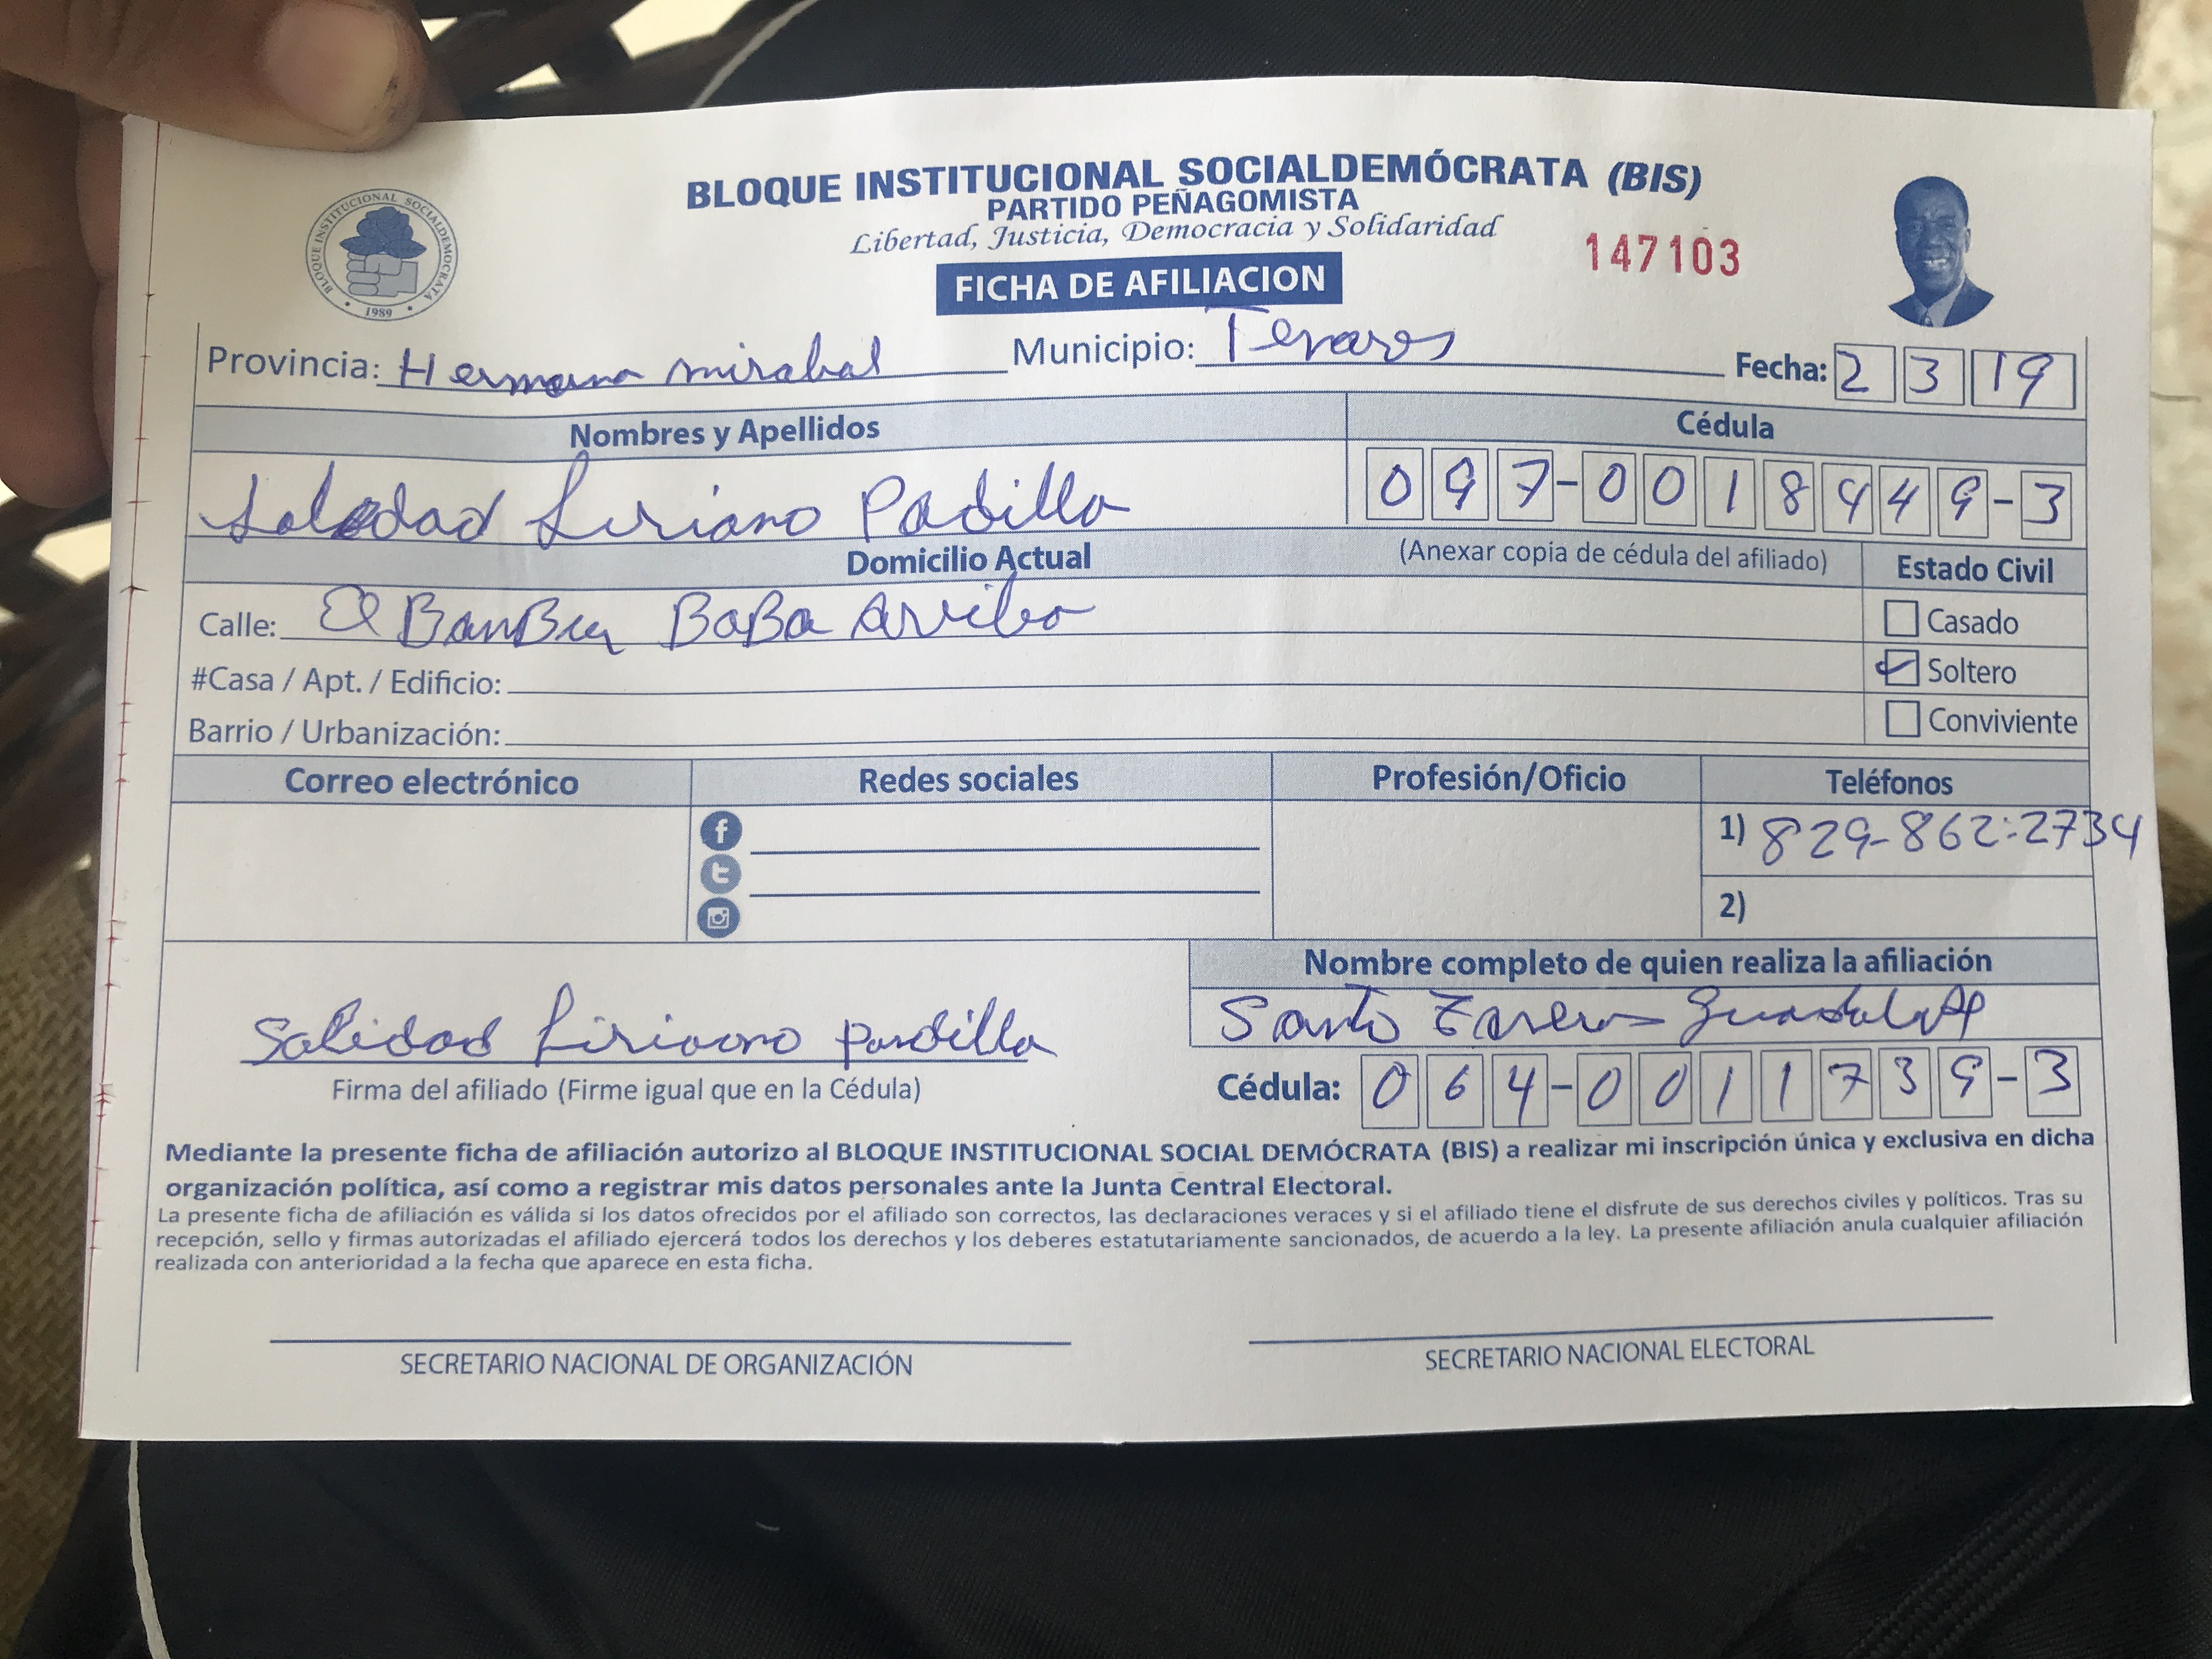 BLOQUE INSTITUCIONAL SOCIALDEMÓCRATA (BIS)
PARTIDO PEÑAGOMISTA
Libertad, Justicia, Democracia y Solidaridad
147103
FICHA DE AFILIACION
BLOQUE INSTITUCIONAL SOCIALDEMOCRATA
1989
Provincia: Hermana mirabal Municipio: Tenares Fecha: 2 3 19
Nombres y Apellidos Cédula
Soledad Liriano Padilla 097-0018449-3
Domicilio Actual (Anexar copia de cédula del afiliado) Estado Civil
Calle: El BanBu BoBa Arriba
Casado
#Casa / Apt. / Edificio:
Soltero
Barrio / Urbanización:
Conviviente
Correo electrónico Redes sociales Profesión/Oficio Teléfonos
1) 829-862-2734
2)
Nombre completo de quien realiza la afiliación
Santo
Solidad Liriano padilla
Firma del afiliado (Firme igual que en la Cédula)
Cédula: 064-0011739-3
Mediante la presente ficha de afiliación autorizo al BLOQUE INSTITUCIONAL SOCIAL DEMÓCRATA (BIS) a realizar mi inscripción única y exclusiva en dicha
organización política, así como a registrar mis datos personales ante la Junta Central Electoral.
La presente ficha de afiliación es válida si los datos ofrecidos por el afiliado son correctos, las declaraciones veraces y si el afiliado tiene el disfrute de sus derechos civiles y políticos. Tras su
recepción, sello y firmas autorizadas el afiliado ejercerá todos los derechos y los deberes estatutariamente sancionados, de acuerdo a la ley. La presente afiliación anula cualquier afiliación
realizada con anterioridad a la fecha que aparece en esta ficha.
SECRETARIO NACIONAL DE ORGANIZACIÓN
SECRETARIO NACIONAL ELECTORAL